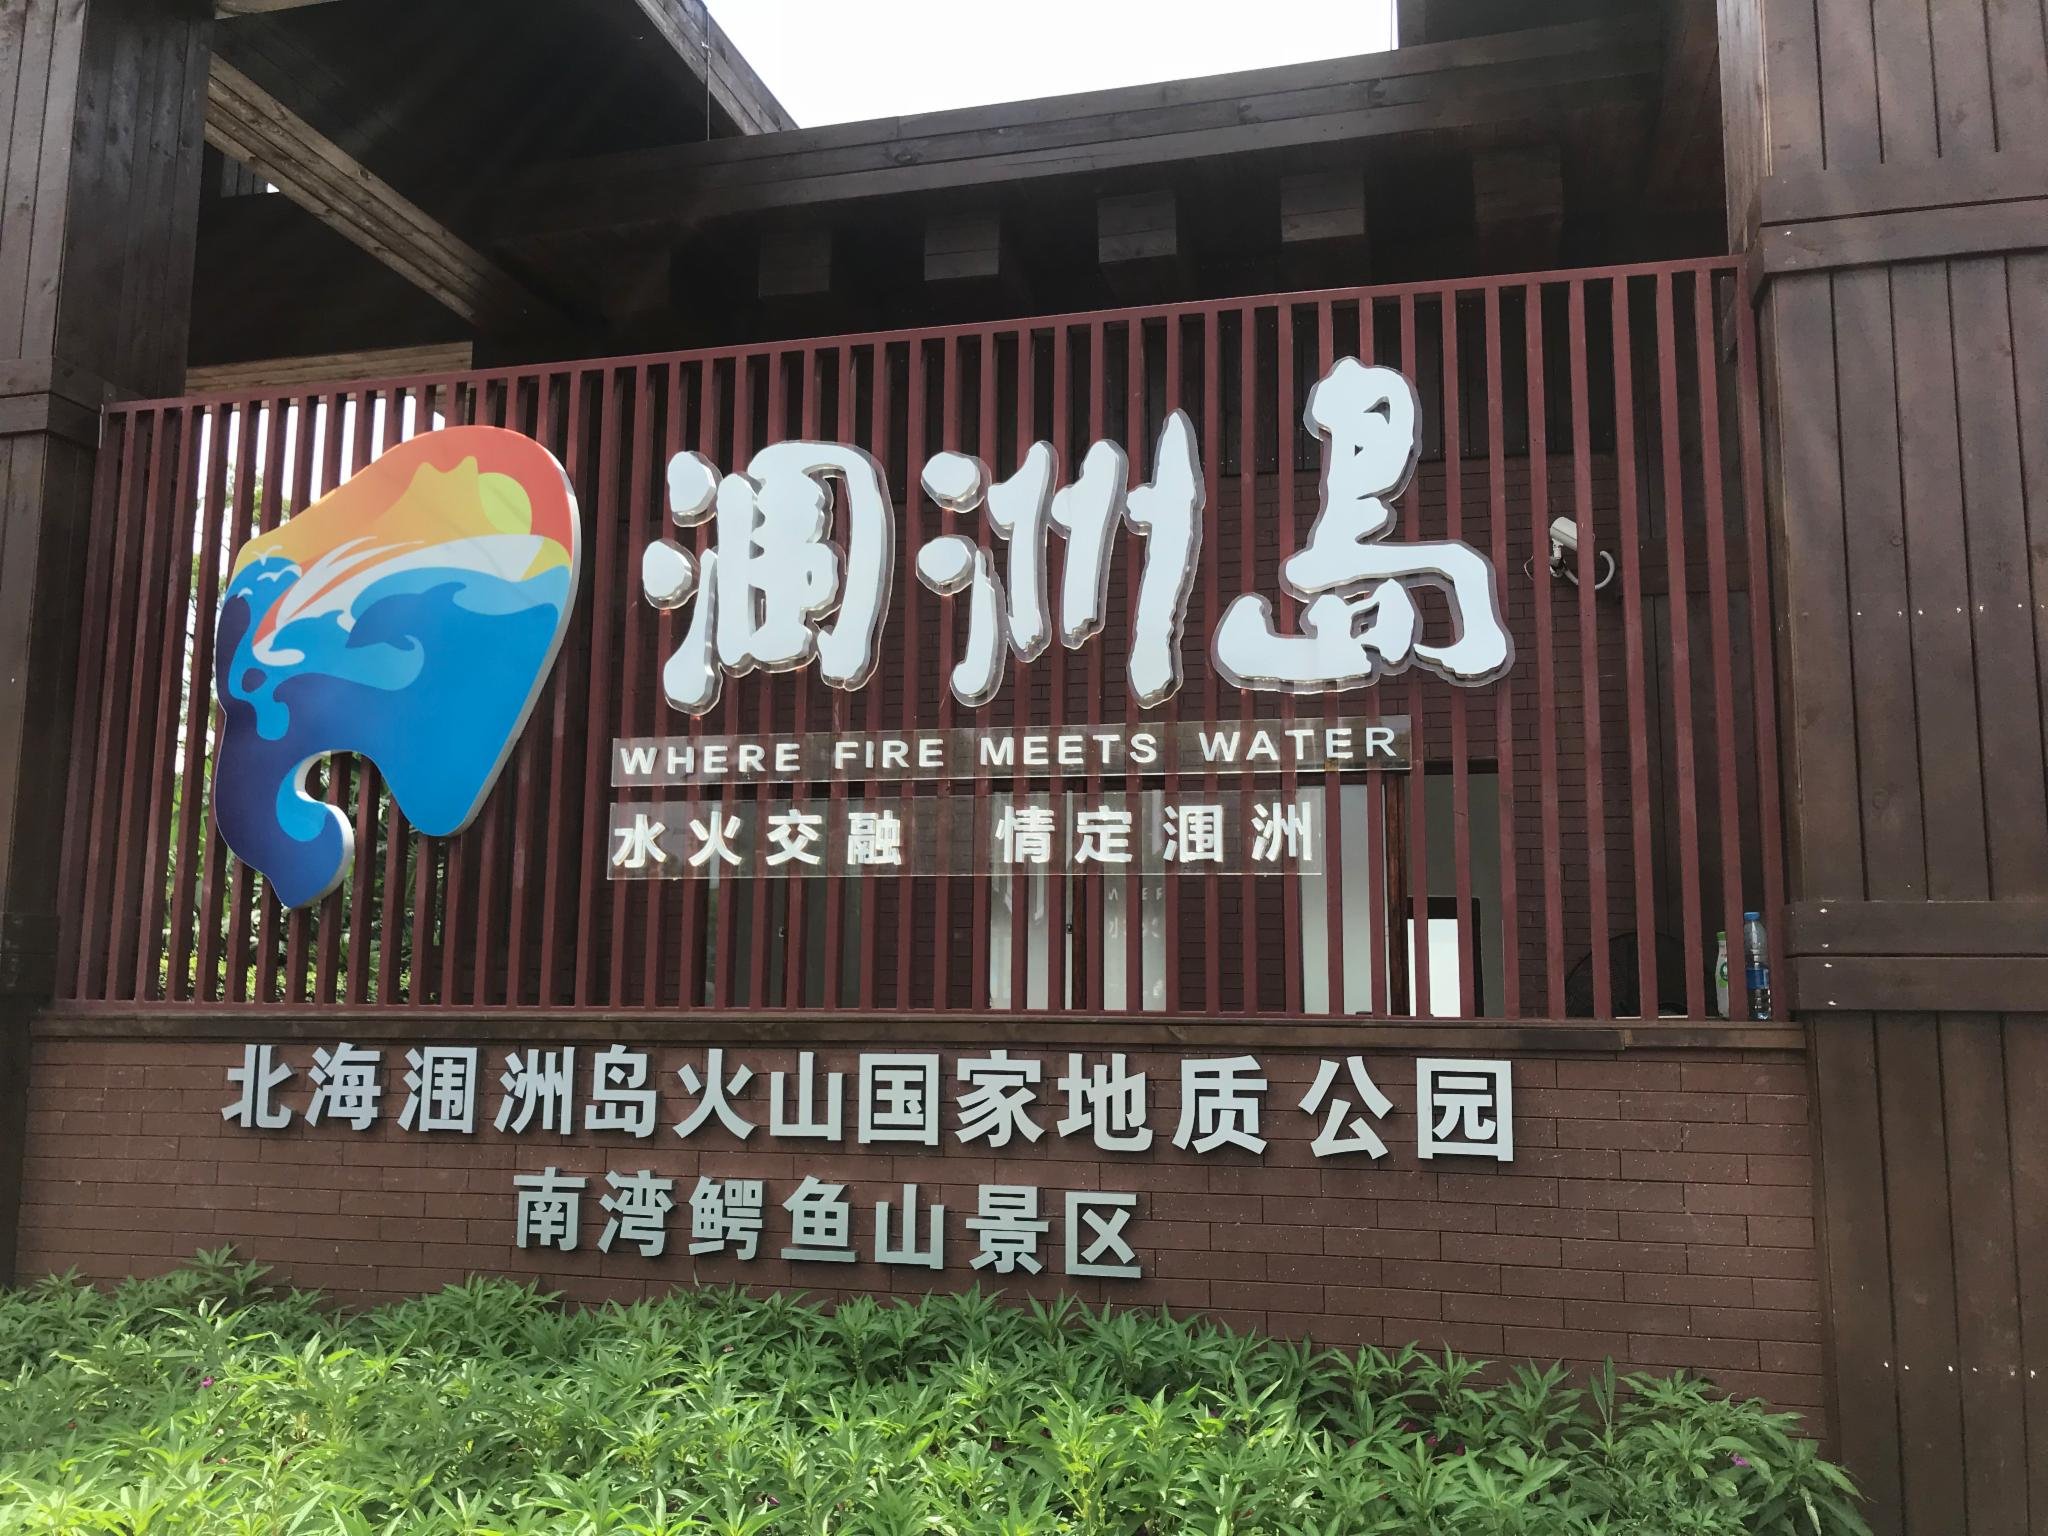 涠洲岛
WHERE FIRE MEETS WATER
水火交融 情定涠洲
北海涠洲岛火山国家地质公园
南湾鳄鱼山景区